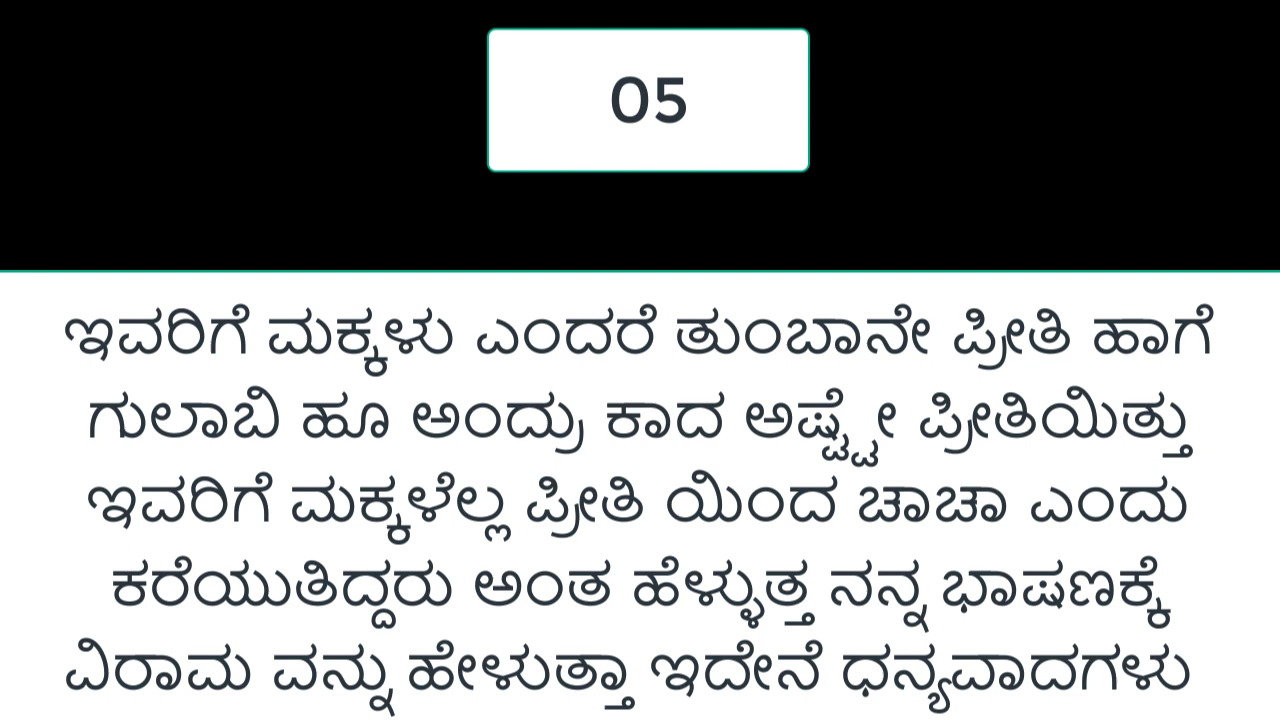 05
ಇವರಿಗೆ ಮಕ್ಕಳು ಎಂದರೆ ತುಂಬಾನೇ ಪ್ರೀತಿ ಹಾಗೆ
ಗುಲಾಬಿ ಹೂ ಅಂದ್ರು ಕಾದ ಅಷ್ಟ್ಟೇ ಪ್ರೀತಿಯಿತ್ತು
ಇವರಿಗೆ ಮಕ್ಕಳೆಲ್ಲ ಪ್ರೀತಿ ಯಿಂದ ಚಾಚಾ ಎಂದು
ಕರೆಯುತಿದ್ದರು ಅಂತ ಹೆಳ್ಳುತ್ತ ನನ್ನ ಭಾಷಣಕ್ಕೆ
ವಿರಾಮ ವನ್ನು ಹೇಳುತ್ತಾ ಇದೇನೆ ಧನ್ಯವಾದಗಳು